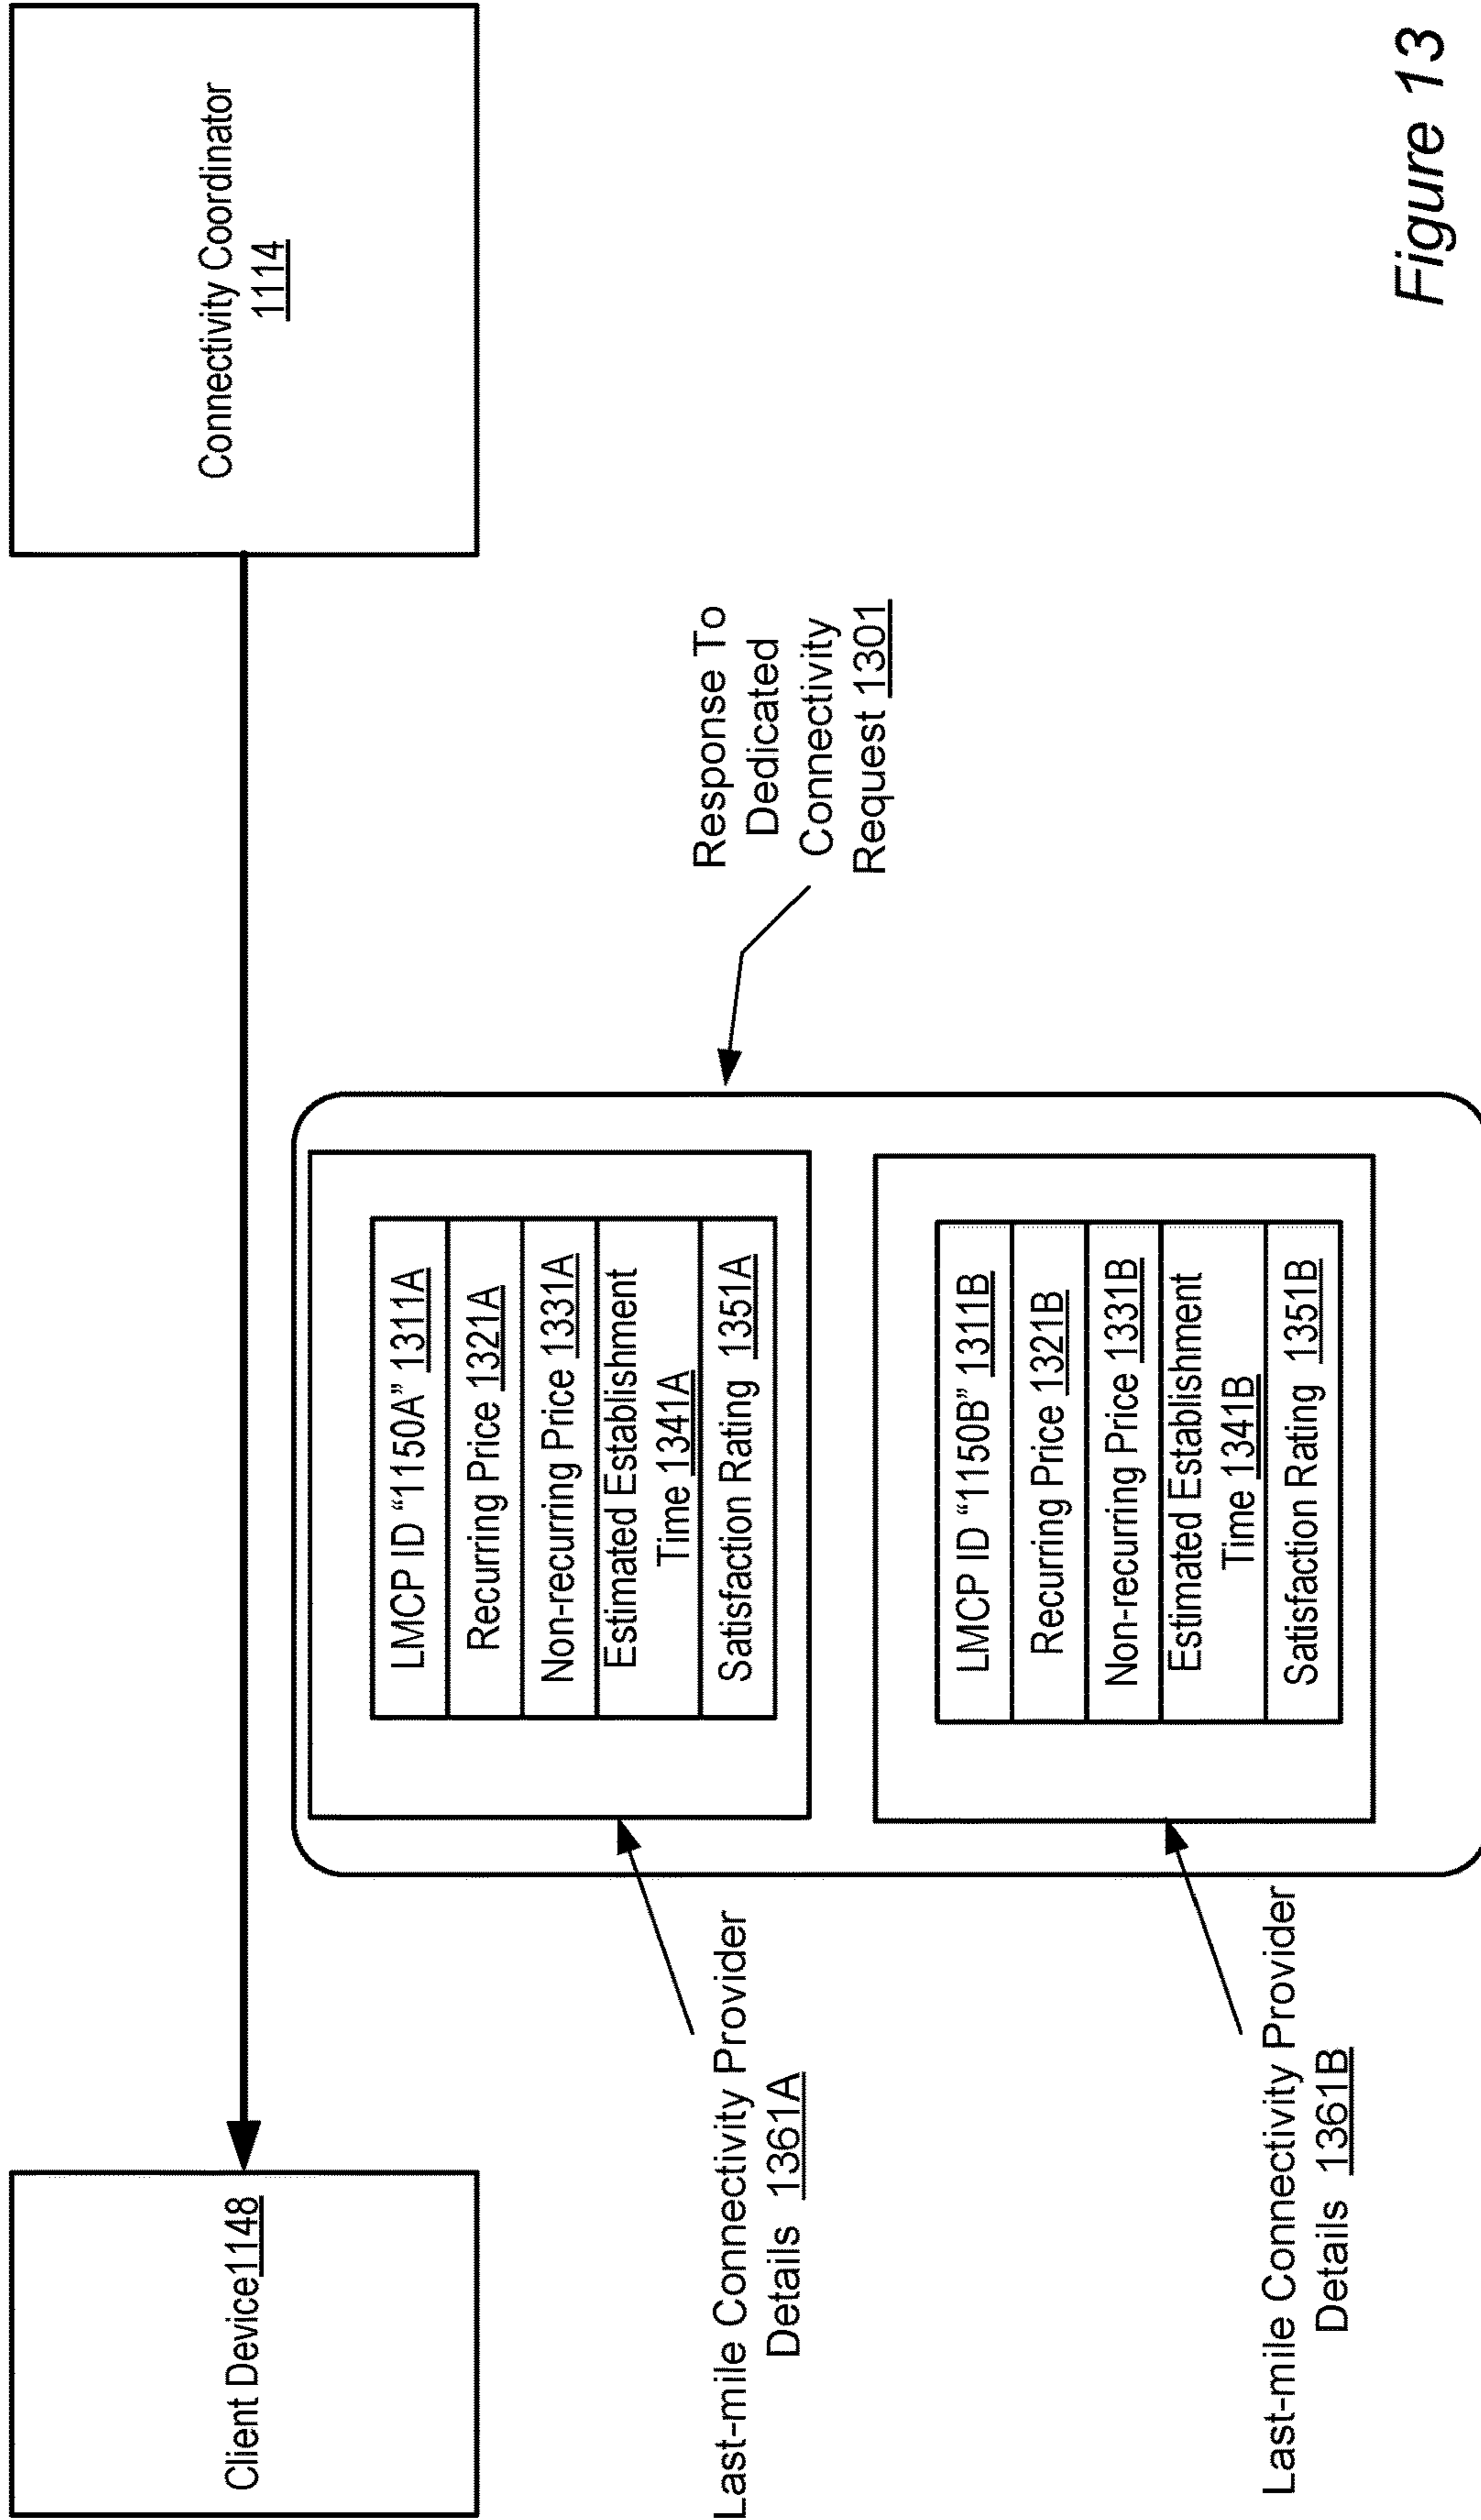 Client Device1148
Connectivity Coordinator
1114
Response To
Dedicated
Connectivity
Request 1301
LMCP ID “1150A” 1311A
Recurring Price 1321A
Non-recurring Price 1331A
Estimated Establishment
Time 1341A
Satisfaction Rating 1351A
Last-mile Connectivity Provider
Details 1361A
LMCP ID “1150B” 1311B
Recurring Price 1321B
Non-recurring Price 1331B
Estimated Establishment
Time 1341B
Satisfaction Rating 1351B
Last-mile Connectivity Provider
Details 1361B
Figure 13